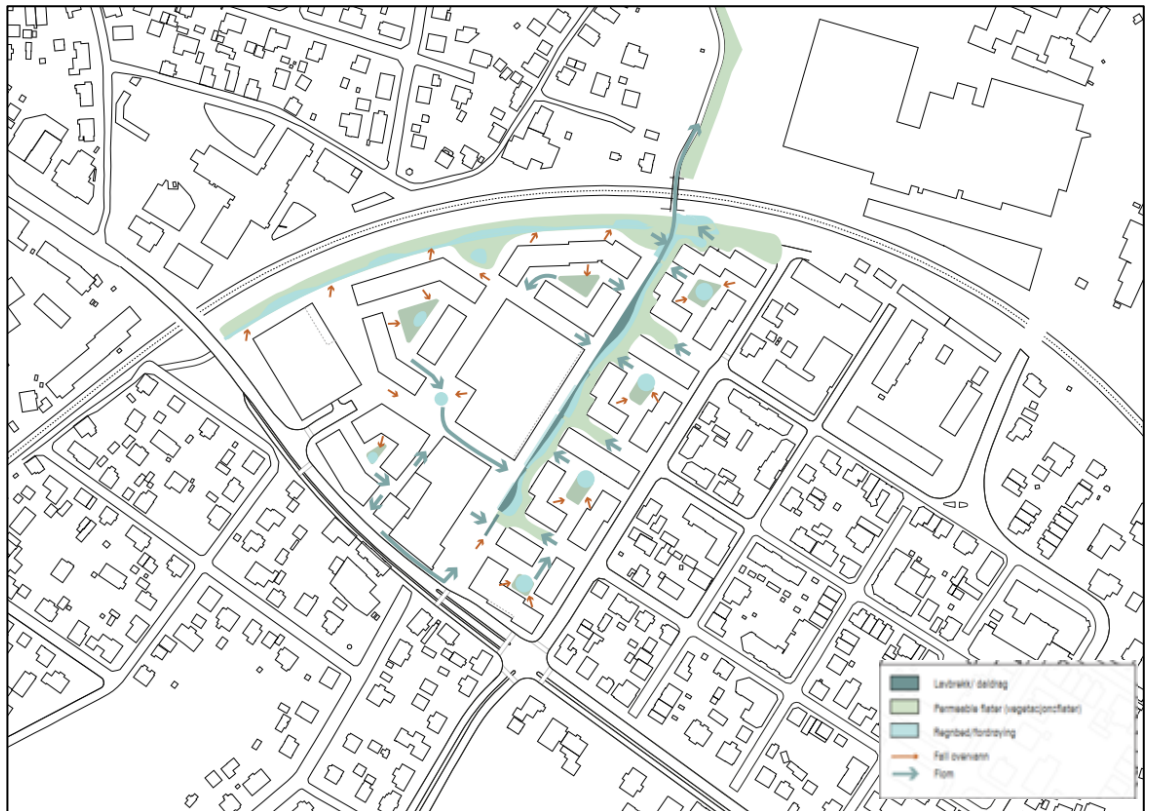 Lavbrekk/ daldrag
Permeable flater (vegetasjonsflater)
Regnbed/fordrøying
Fall overvann
Flom